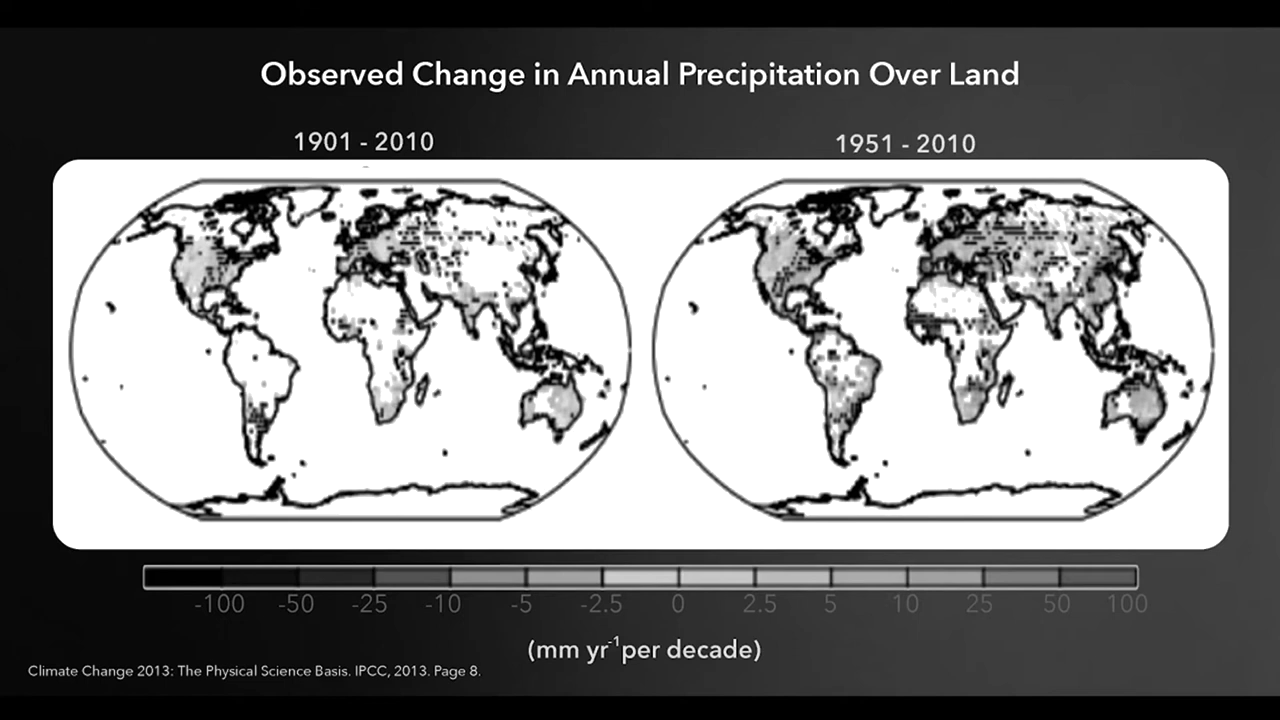 Observed Change in Annual Precipitation Over Land
1901 - 2010
1951 - 2010
-100 -50 -25 -10 -5 -2.5 0 2.5 5 10 25 50 100
(mm yr⁻¹per decade)
Climate Change 2013: The Physical Science Basis. IPCC, 2013. Page 8.